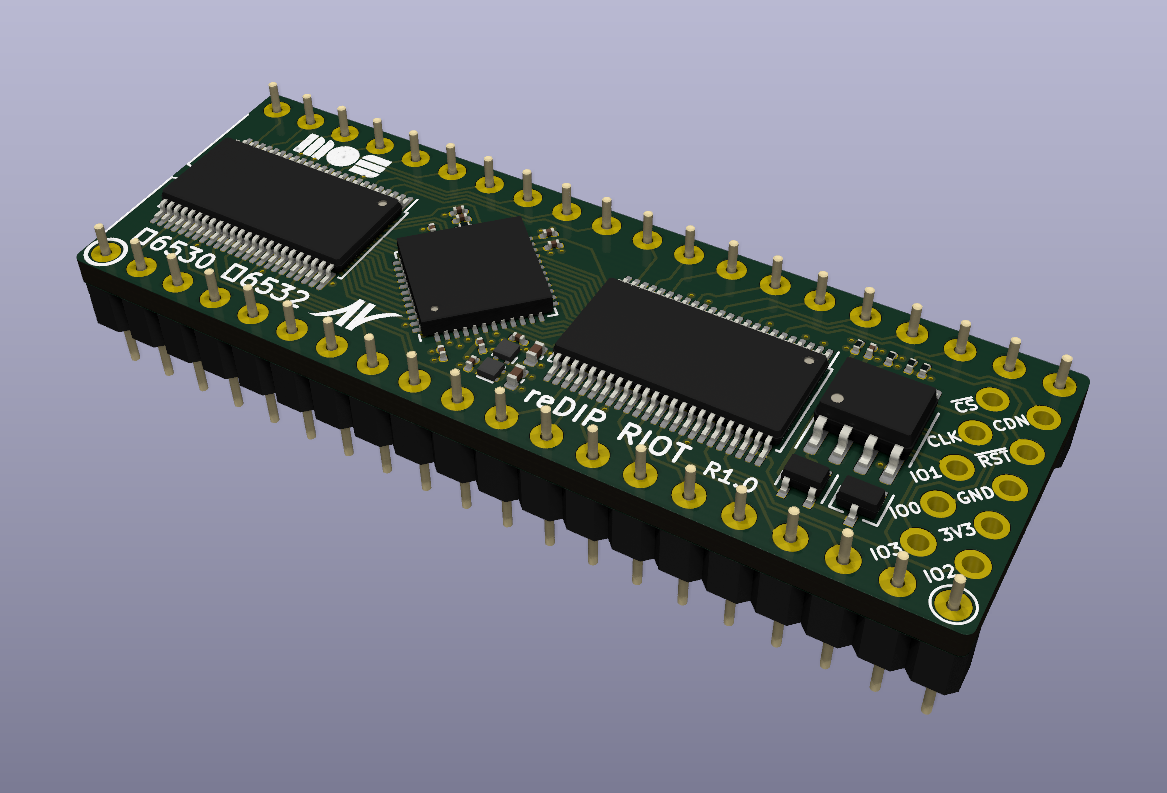 MOS
6530 6532
reDIP RIOT R1.0
CS
CDN
CLK
RST
IO1
GND
IO0
3V3
IO3
IO2